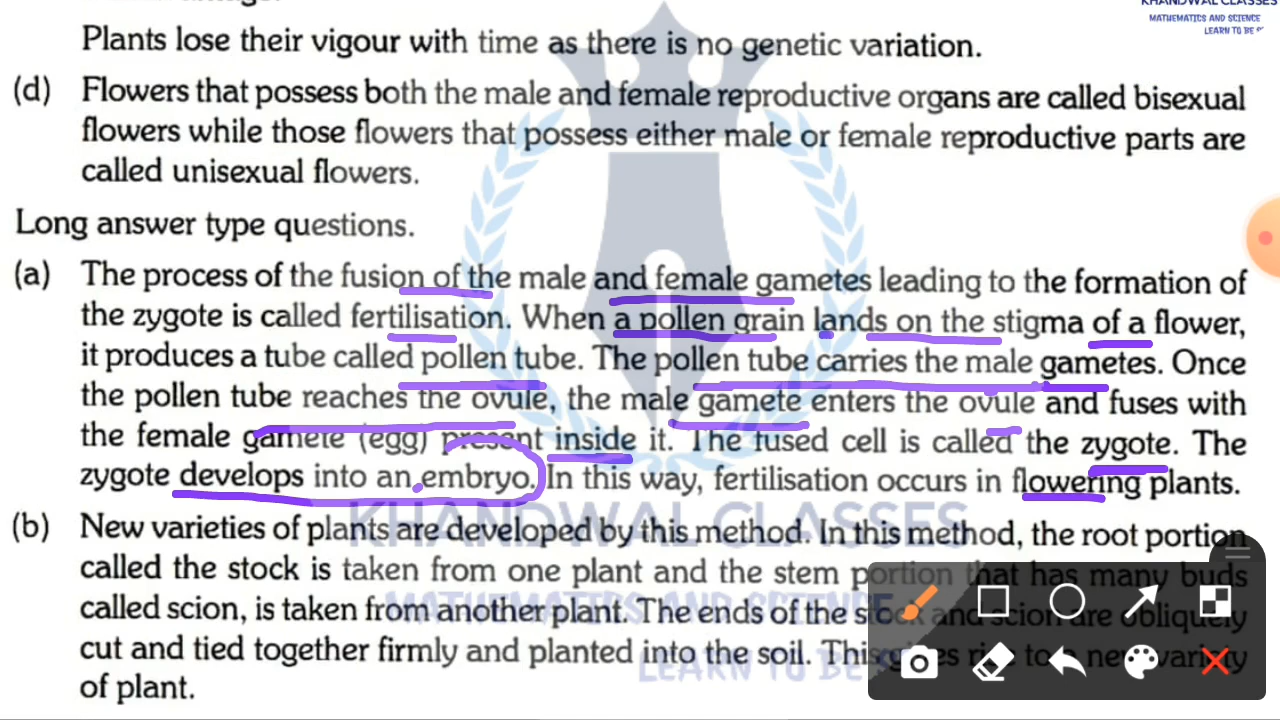 KHANDWAL CLASSES
MATHEMATICS AND SCIENCE
LEARN TO BE
Plants lose their vigour with time as there is no genetic variation.
(d) Flowers that possess both the male and female reproductive organs are called bisexual
flowers while those flowers that possess either male or female reproductive parts are
called unisexual flowers.
Long answer type questions.
(a) The process of the fusion of the male and female gametes leading to the formation of
the zygote is called fertilisation. When a pollen grain lands on the stigma of a flower,
it produces a tube called pollen tube. The pollen tube carries the male gametes. Once
the pollen tube reaches the ovule, the male gamete enters the ovule and fuses with
the female gamete (egg) present inside it. The fused cell is called the zygote. The
zygote develops into an embryo. In this way, fertilisation occurs in flowering plants.
(b) New varieties of plants are developed by this method. In this method, the root portion
called the stock is taken from one plant and the stem portion that has many buds
called scion, is taken from another plant. The ends of the stock and scion are obliquely
cut and tied together firmly and planted into the soil. This gives rise to a new variety
of plant.
KHANDWAL CLASSES
MATHEMATICS AND SCIENCE
LEARN TO BE